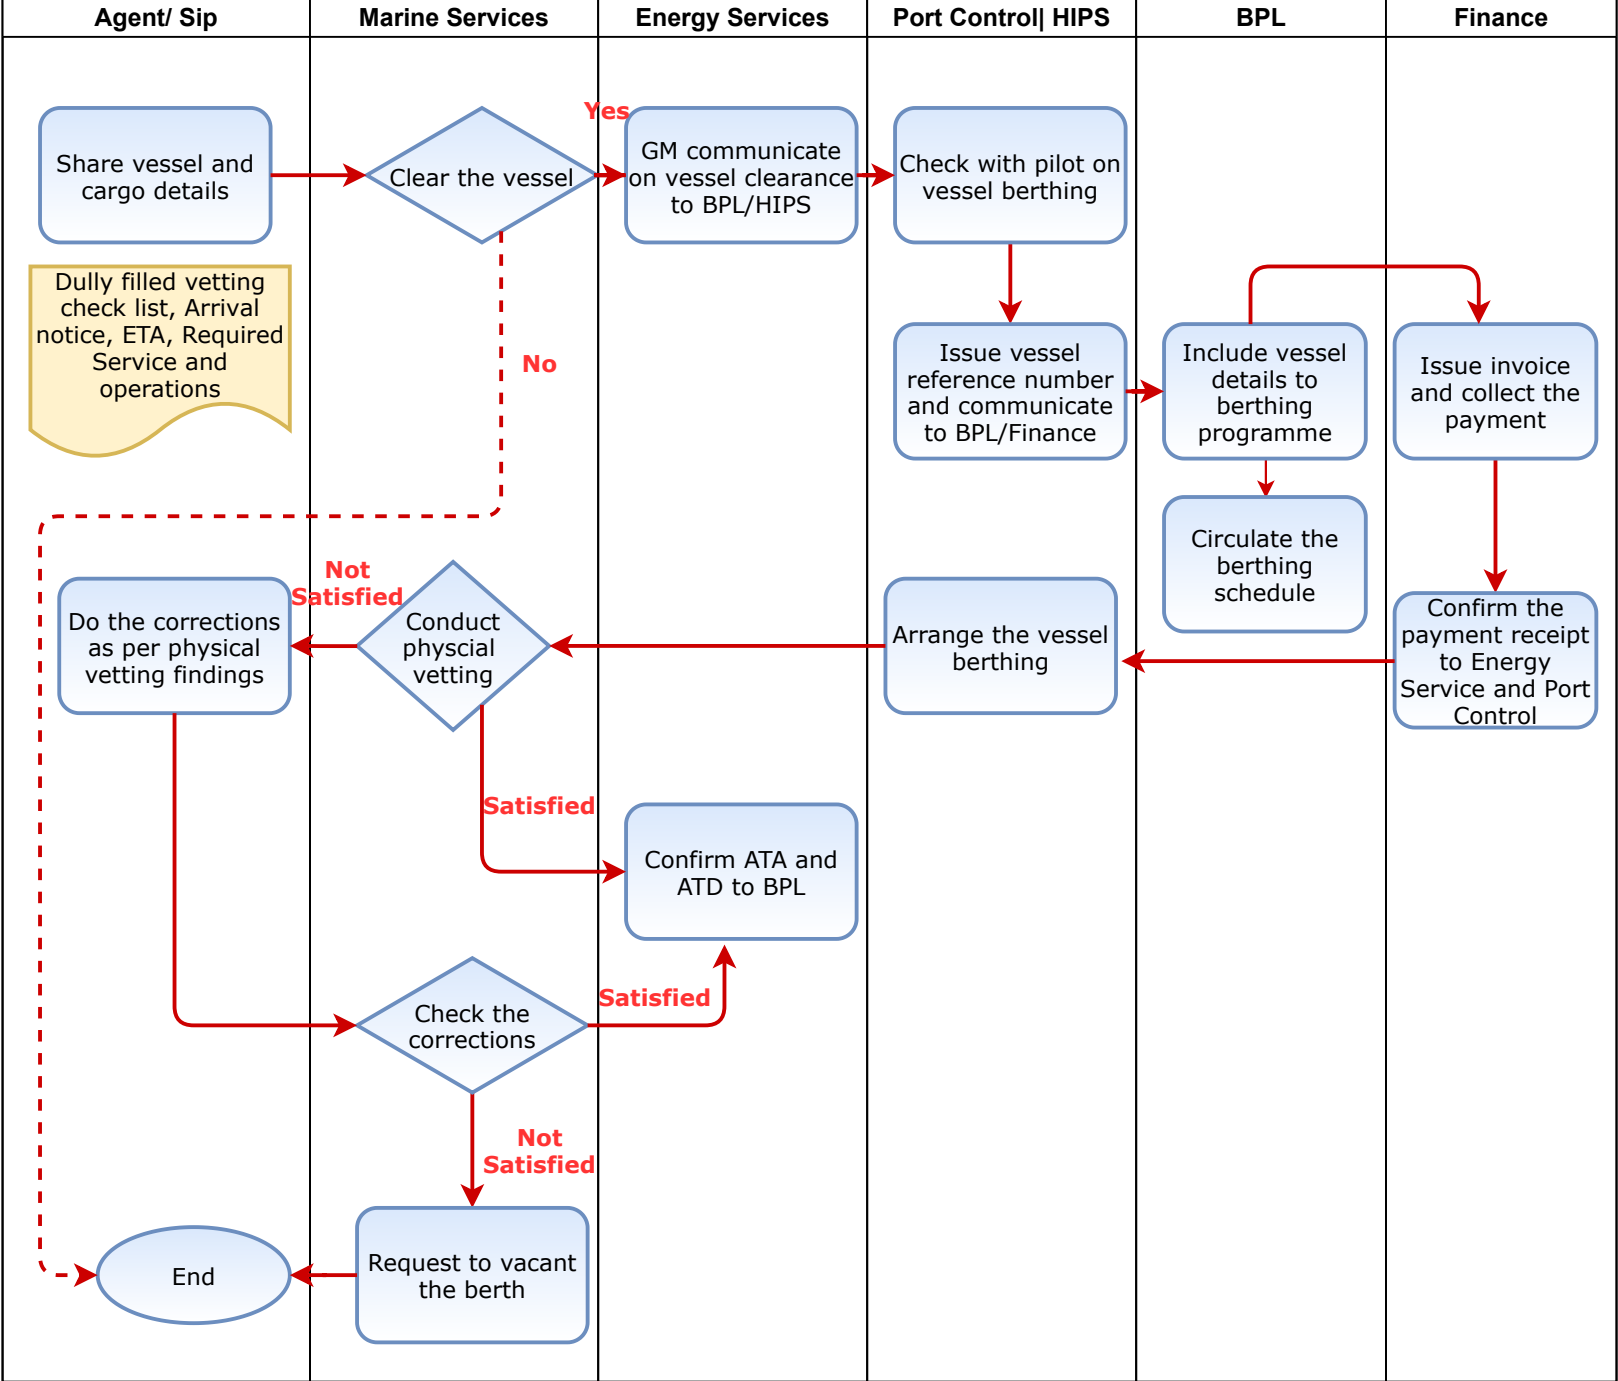 Agent/ Sip
Marine Services
Energy Services
Port Control| HIPS
BPL
Finance
Share vessel and
cargo details
Clear the vessel
Yes
GM communicate
on vessel clearance
to BPL/HIPS
Check with pilot on
vessel berthing
Dully filled vetting
check list, Arrival
notice, ETA, Required
Service and
operations
No
Issue vessel
reference number
and communicate
to BPL/Finance
Include vessel
details to
berthing
programme
Issue invoice
and collect the
payment
Circulate the
berthing
schedule
Not
Satisfied
Do the corrections
as per physical
vetting findings
Conduct
physcial
vetting
Arrange the vessel
berthing
Confirm the
payment receipt
to Energy
Service and Port
Control
Satisfied
Confirm ATA and
ATD to BPL
Check the
corrections
Satisfied
Not
Satisfied
End
Request to vacant
the berth